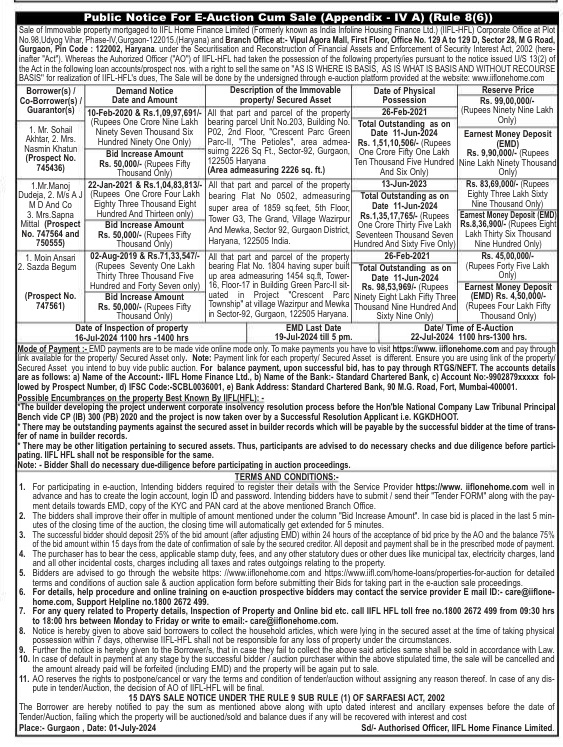 Public Notice For E-Auction Cum Sale (Appendix - IV A) (Rule 8(6))
Sale of Immovable property mortgaged to IIFL Home Finance Limited (Formerly known as India Infoline Housing Finance Ltd.) (IIFL-HFL) Corporate Office at Plot
No.98,Udyog Vihar, Phase-IV,Gurgaon-122015.(Haryana) and Branch Office at:- Vipul Agora Mall, First Floor, Office No. 129 A to 129 D, Sector 28, M G Road,
Gurgaon, Pin Code : 122002, Haryana. under the Securitisation and Reconstruction of Financial Assets and Enforcement of Security Interest Act, 2002 (here-
inafter "Act"). Whereas the Authorized Officer ("AO") of IIFL-HFL had taken the possession of the following property/ies pursuant to the notice issued U/S 13(2) of
the Act in the following loan accounts/prospect nos. with a right to sell the same on "AS IS WHERE IS BASIS, AS IS WHAT IS BASIS AND WITHOUT RECOURSE
BASIS" for realization of IIFL-HFL's dues, The Sale will be done by the undersigned through e-auction platform provided at the website: www.iiflonehome.com
Borrower(s) /
Co-Borrower(s) /
Guarantor(s)
Demand Notice
Date and Amount
Description of the Immovable
property/ Secured Asset
Date of Physical
Possession
Reserve Price
1. Mr. Sohail
Akhtar, 2. Mrs.
Nasmin Khatun
(Prospect No.
745436)
10-Feb-2020 & Rs.1,09,97,691/-
(Rupees One Crore Nine Lakh
Ninety Seven Thousand Six
Hundred Ninety One Only)
Bid Increase Amount
Rs. 50,000/- (Rupees Fifty
Thousand Only)
All that part and parcel of the property
bearing parcel Unit No.203, Building No.
P02, 2nd Floor, "Crescent Parc Green
Parc-II, "The Petioles", area admea-
suirng 2226 Sq Ft., Sector-92, Gurgaon,
122505 Haryana
(Area admeasuring 2226 sq. ft.)
26-Feb-2021
Total Outstanding as on
Date 11-Jun-2024
Rs. 1,51,10,506/- (Rupees
One Crore Fifty One Lakh
Ten Thousand Five Hundred
And Six Only)
Rs. 99,00,000/-
(Rupees Ninety Nine Lakh
Only)
Earnest Money Deposit
(EMD)
Rs. 9,90,000/- (Rupees
Nine Lakh Ninety Thousand
Only)
1.Mr.Manoj
Dudeja, 2. M/s A J
M D And Co
3. Mrs.Sapna
Mittal (Prospect
No. 747564 and
750555)
22-Jan-2021 & Rs.1,04,83,813/-
(Rupees One Crore Four Lakh
Eighty Three Thousand Eight
Hundred And Thirteen only)
Bid Increase Amount
Rs. 50,000/- (Rupees Fifty
Thousand Only)
All that part and parcel of the property
bearing Flat No 0502, admeasuring
super area of 1859 sq.feet, 5th Floor,
Tower G3, The Grand, Village Wazirpur
And Mewka, Sector 92, Gurgaon District,
Haryana, 122505 India.
13-Jun-2023
Total Outstanding as on
Date 11-Jun-2024
Rs.1,35,17,765/- (Rupees
One Crore Thirty Five Lakh
Seventeen Thousand Seven
Hundred And Sixty Five Only)
Rs. 83,69,000/- (Rupees
Eighty Three Lakh Sixty
Nine Thousand Only)
Earnest Money Deposit (EMD)
Rs.8,36,900/- (Rupees Eight
Lakh Thirty Six Thousand
Nine Hundred Only)
1. Moin Ansari
2. Sazda Begum
(Prospect No.
747561)
02-Aug-2019 & Rs.71,33,547/-
(Rupees Seventy One Lakh
Thirty Three Thousand Five
Hundred and Forty Seven only)
Bid Increase Amount
Rs. 50,000/- (Rupees Fifty
Thousand Only)
All that part and parcel of the property
bearing Flat No. 1804 having super built
up area admeasuring 1454 sq.ft, Tower-
16, Floor-17 in Building Green Parc-II sit-
uated in Project "Crescent Parc
Township" at village Wazirpur and Mewka
in Sector-92, Gurgaon, 122505 Haryana.
26-Feb-2021
Total Outstanding as on
Date 11-Jun-2024
Rs. 98,53,969/- (Rupees
Ninety Eight Lakh Fifty Three
Thousand Nine Hundred And
Sixty Nine Only)
Rs. 45,00,000/-
(Rupees Forty Five Lakh
Only)
Earnest Money Deposit
(EMD) Rs. 4,50,000/-
(Rupees Four Lakh Fifty
Thousand Only)
Date of Inspection of property
16-Jul-2024 1100 hrs -1400 hrs
EMD Last Date
19-Jul-2024 till 5 pm.
Date/ Time of E-Auction
22-Jul-2024 1100 hrs-1300 hrs.
Mode of Payment :- EMD payments are to be made vide online mode only. To make payments you have to visit https://www. iiflonehome.com and pay through
link available for the property/ Secured Asset only. Note: Payment link for each property/ Secured Asset is different. Ensure you are using link of the property/
Secured Asset you intend to buy vide public auction. For balance payment, upon successful bid, has to pay through RTGS/NEFT. The accounts details
are as follows: a) Name of the Account:- IIFL Home Finance Ltd., b) Name of the Bank:- Standard Chartered Bank, c) Account No:-9902879xxxxx fol-
lowed by Prospect Number, d) IFSC Code:-SCBL0036001, e) Bank Address: Standard Chartered Bank, 90 M.G. Road, Fort, Mumbai-400001.
Possible Encumbrances on the property Best Known By IIFL(HFL): -
*The builder developing the project underwent corporate insolvency resolution process before the Hon'ble National Company Law Tribunal Principal
Bench vide CP (IB) 300 (PB) 2020 and the project is now taken over by a Successful Resolution Applicant i.e. KGKDHOOT.
* There may be outstanding payments against the secured asset in builder records which will be payable by the successful bidder at the time of trans-
fer of name in builder records.
* There may be other litigation pertaining to secured assets. Thus, participants are advised to do necessary checks and due diligence before partici-
pating. IIFL HFL shall not be responsible for the same.
Note: - Bidder Shall do necessary due-diligence before participating in auction proceedings.
TERMS AND CONDITIONS:-
1. For participating in e-auction, Intending bidders required to register their details with the Service Provider https://www. iiflonehome.com well in
advance and has to create the login account, login ID and password. Intending bidders have to submit / send their "Tender FORM" along with the pay-
ment details towards EMD, copy of the KYC and PAN card at the above mentioned Branch Office.
2. The bidders shall improve their offer in multiple of amount mentioned under the column "Bid Increase Amount". In case bid is placed in the last 5 min-
utes of the closing time of the auction, the closing time will automatically get extended for 5 minutes.
3. The successful bidder should deposit 25% of the bid amount (after adjusting EMD) within 24 hours of the acceptance of bid price by the AO and the balance 75%
of the bid amount within 15 days from the date of confirmation of sale by the secured creditor. All deposit and payment shall be in the prescribed mode of payment.
4. The purchaser has to bear the cess, applicable stamp duty, fees, and any other statutory dues or other dues like municipal tax, electricity charges, land
and all other incidental costs, charges including all taxes and rates outgoings relating to the property.
5. Bidders are advised to go through the website https://www.iiflonehome.com and https://www.iifl.com/home-loans/properties-for-auction for detailed
terms and conditions of auction sale & auction application form before submitting their Bids for taking part in the e-auction sale proceedings.
6. For details, help procedure and online training on e-auction prospective bidders may contact the service provider E mail ID:- care@iiflone-
home.com, Support Helpline no.1800 2672 499.
7. For any query related to Property details, Inspection of Property and Online bid etc. call IIFL HFL toll free no.1800 2672 499 from 09:30 hrs
to 18:00 hrs between Monday to Friday or write to email:- care@iiflonehome.com.
8. Notice is hereby given to above said borrowers to collect the household articles, which were lying in the secured asset at the time of taking physical
possession within 7 days, otherwise IIFL-HFL shall not be responsible for any loss of property under the circumstances.
9. Further the notice is hereby given to the Borrower/s, that in case they fail to collect the above said articles same shall be sold in accordance with Law.
10. In case of default in payment at any stage by the successful bidder / auction purchaser within the above stipulated time, the sale will be cancelled and
the amount already paid will be forfeited (including EMD) and the property will be again put to sale.
11. AO reserves the rights to postpone/cancel or vary the terms and condition of tender/auction without assigning any reason thereof. In case of any dis-
pute in tender/Auction, the decision of AO of IIFL-HFL will be final.
15 DAYS SALE NOTICE UNDER THE RULE 9 SUB RULE (1) OF SARFAESI ACT, 2002
The Borrower are hereby notified to pay the sum as mentioned above along with upto dated interest and ancillary expenses before the date of
Tender/Auction, failing which the property will be auctioned/sold and balance dues if any will be recovered with interest and cost
Place:- Gurgaon , Date: 01-July-2024
Sd/- Authorised Officer, IIFL Home Finance Limited.